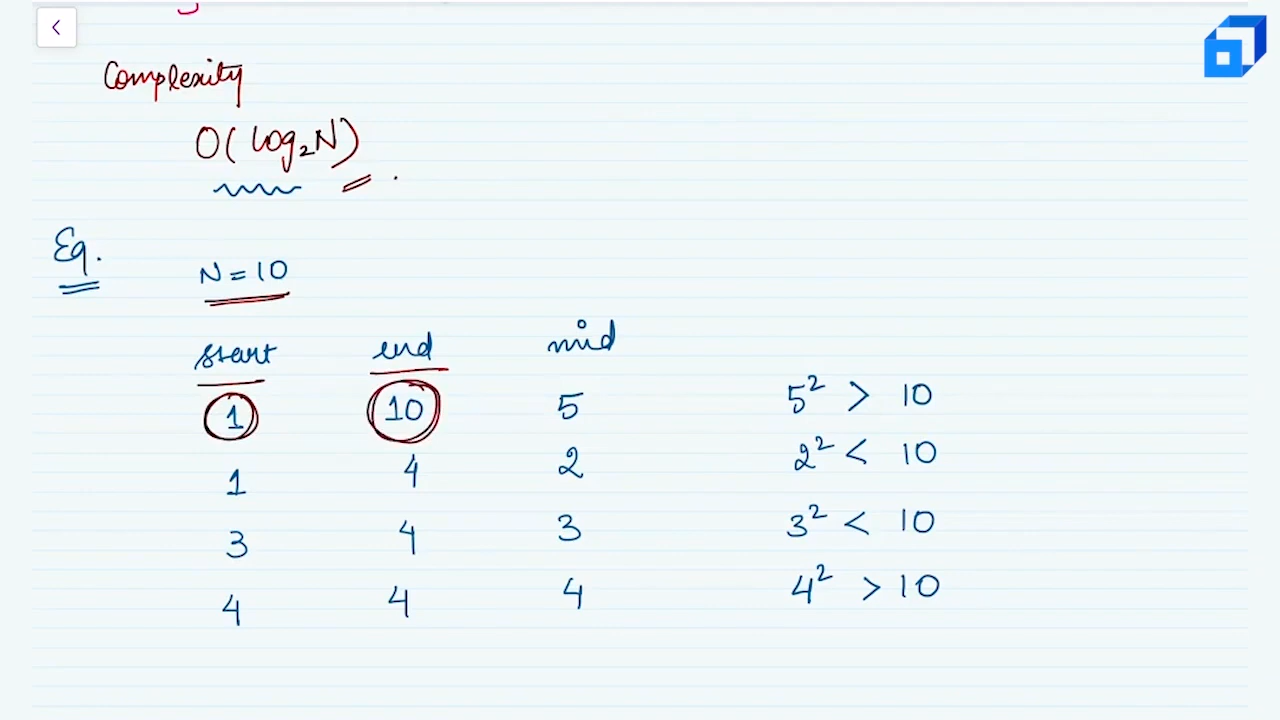 Complexity
O(log₂N)
Eg.
N = 10
start end mid
1 10 5 5² > 10
1 4 2 2² < 10
3 4 3 3² < 10
4 4 4 4² > 10